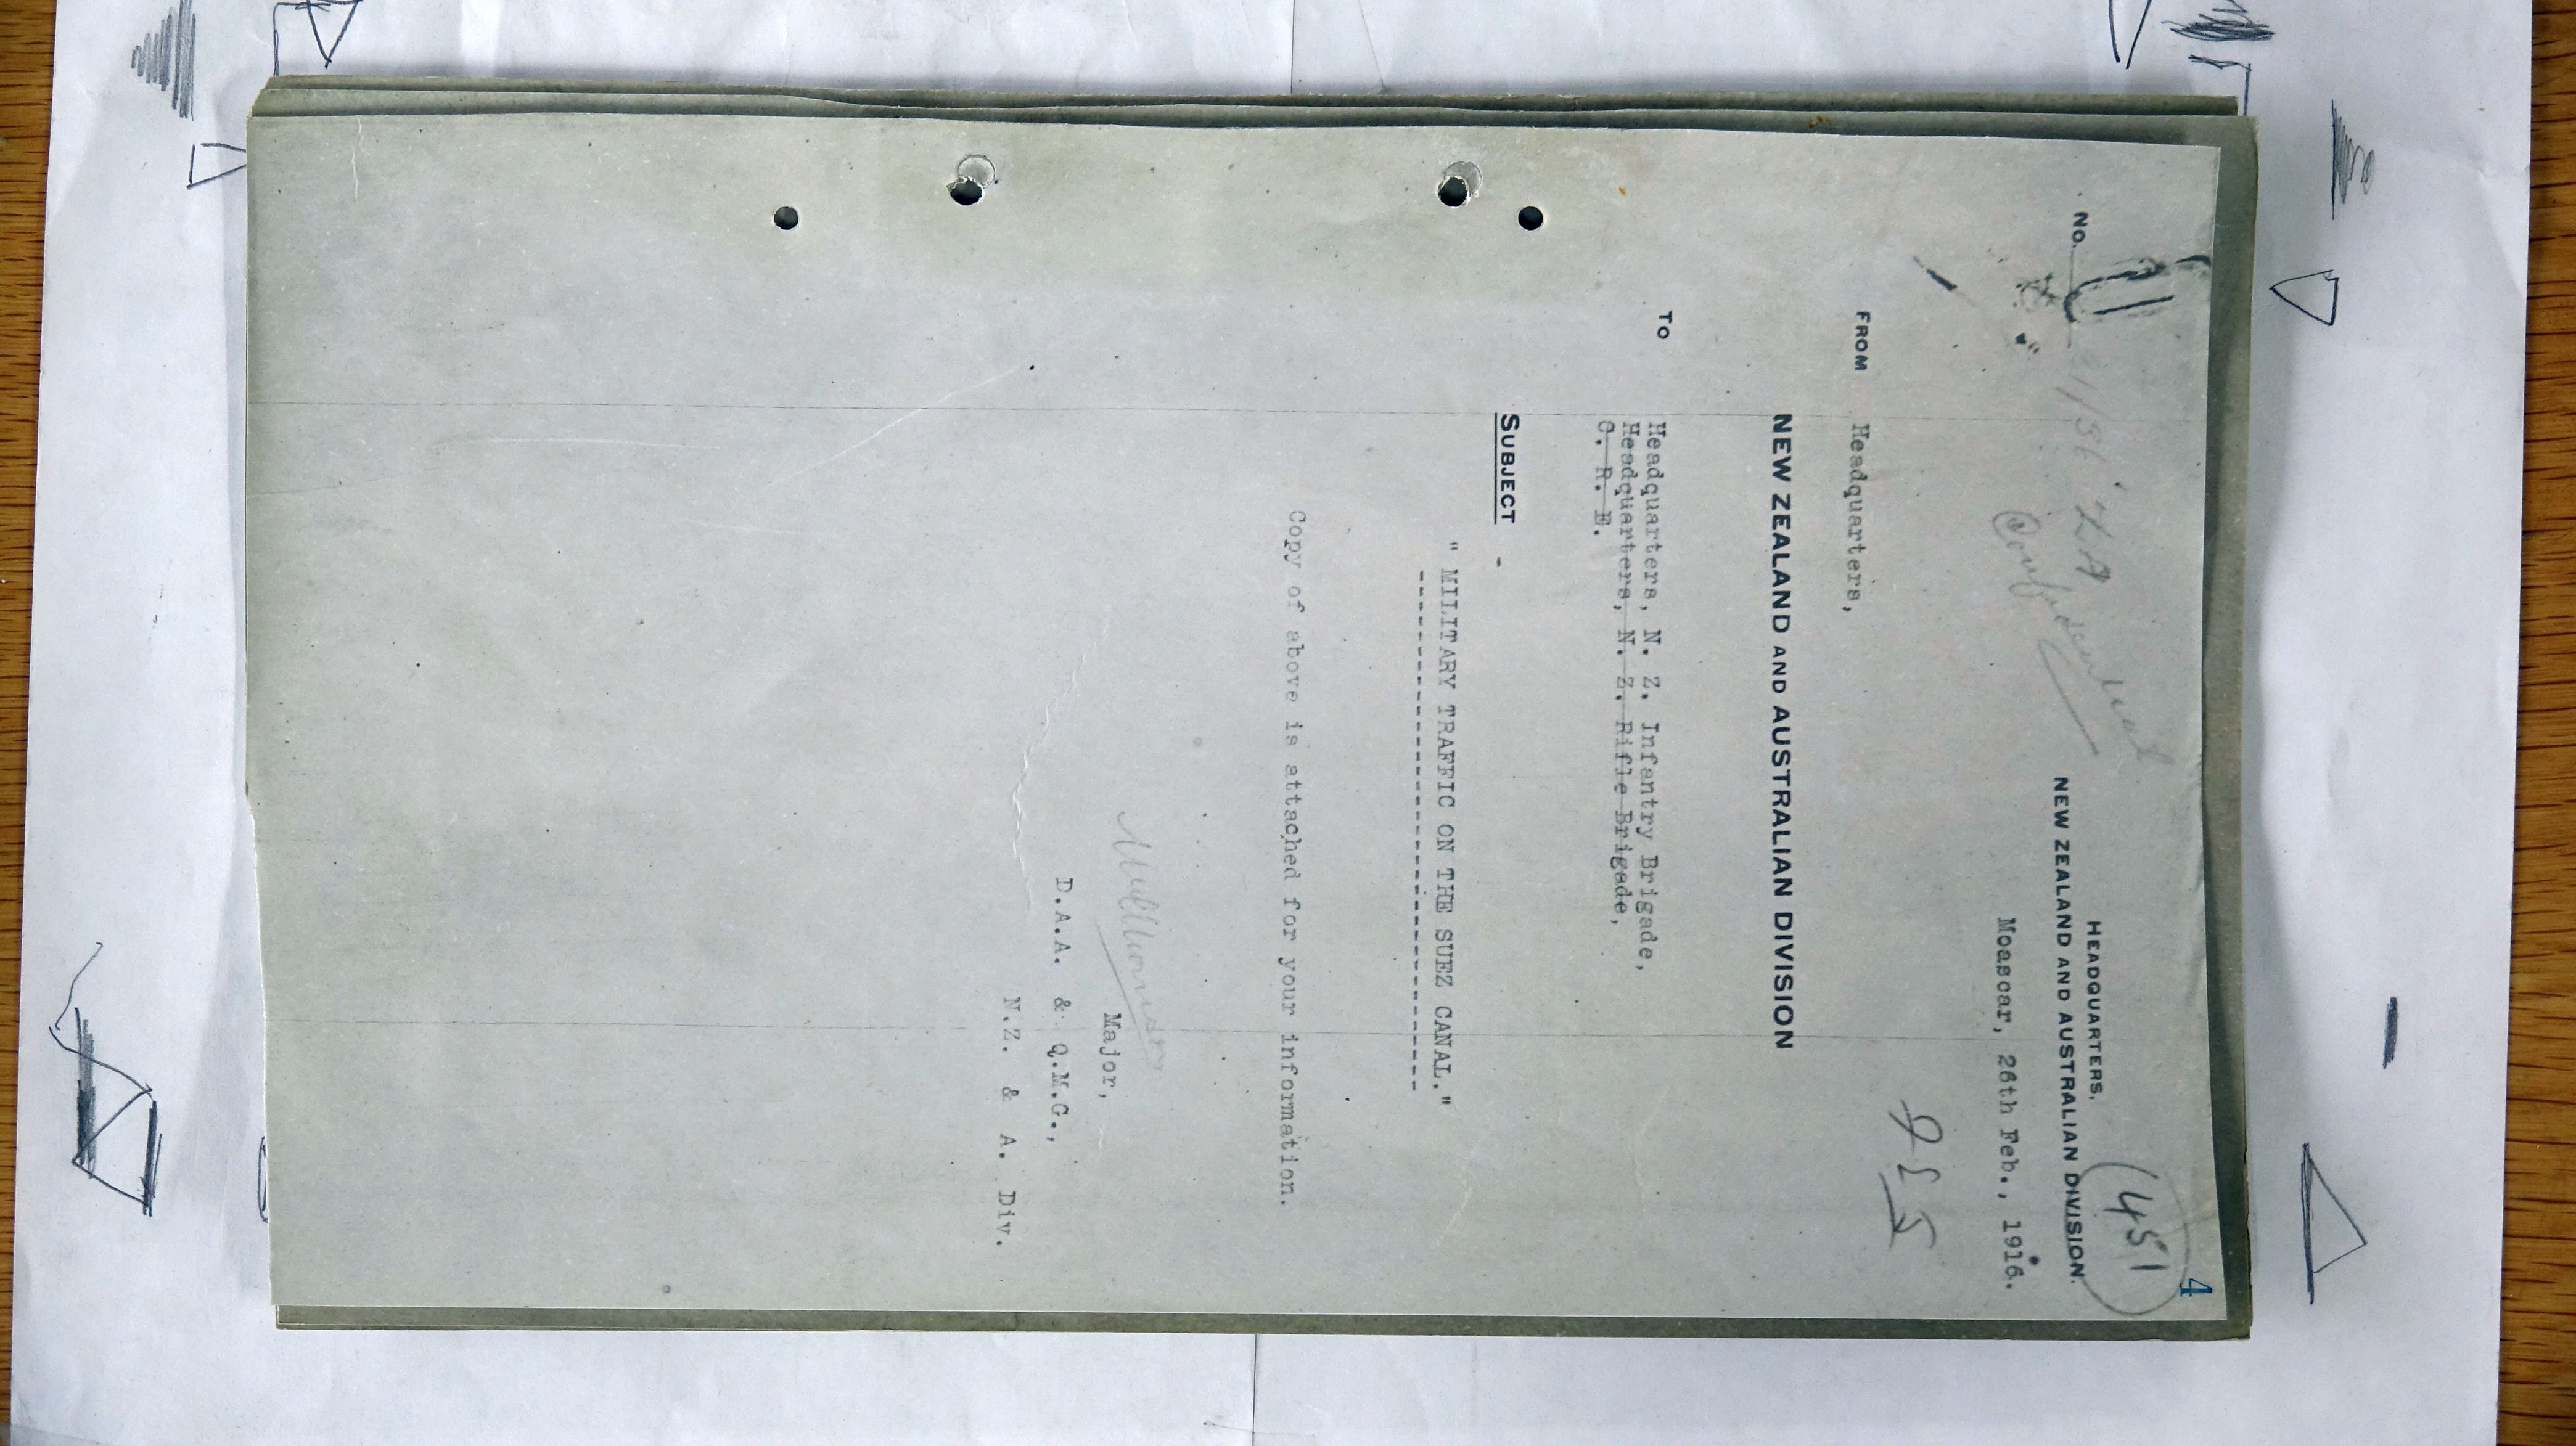 4
(451
No.
Confidential
HEADQUARTERS,
NEW ZEALAND AND AUSTRALIAN DIVISION.
Moascar, 26th Feb., 1916.
FROM Headquarters,
NEW ZEALAND AND AUSTRALIAN DIVISION
TO
Headquarters, N. Z. Infantry Brigade,
Headquarters, N. Z. Rifle Brigade,
C. R. E.
SUBJECT -
" MILITARY TRAFFIC ON THE SUEZ CANAL."
--------------------------------------
Copy of above is attached for your information.
Major,
D.A.A. & Q.M.G.,
N.Z. & A. Div.